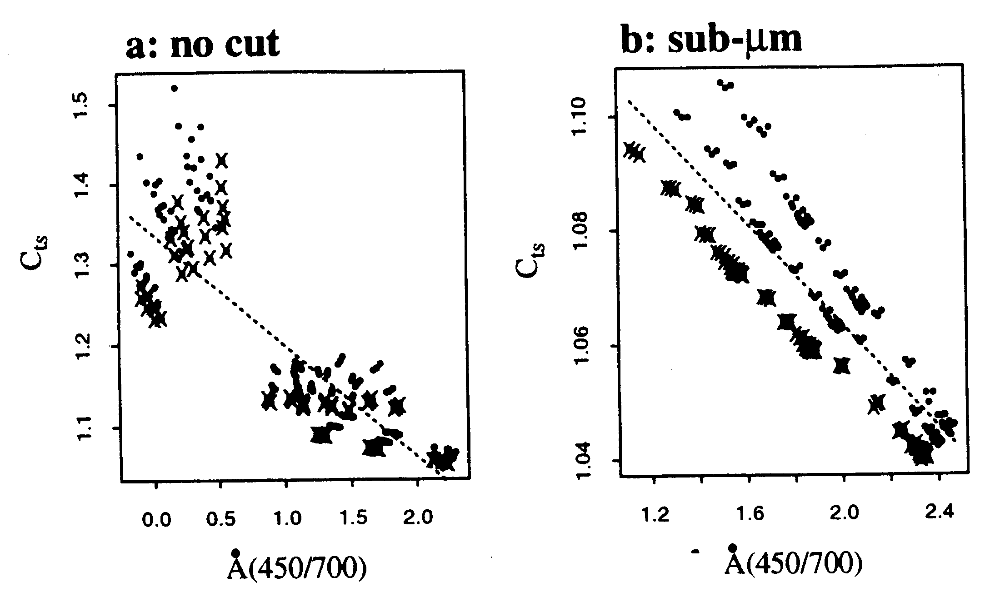 a: no cut
b: sub-μm
1.5
1.4
1.3
1.2
1.1
C_ts
0.0 0.5 1.0 1.5 2.0
Å(450/700)
1.10
1.08
1.06
1.04
C_ts
1.2 1.6 2.0 2.4
Å(450/700)